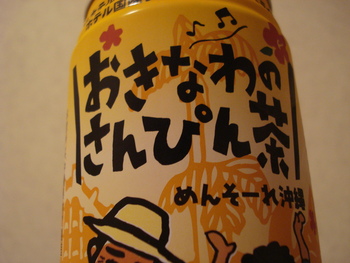 おきなわの
さんぴん茶
めんそーれ沖縄